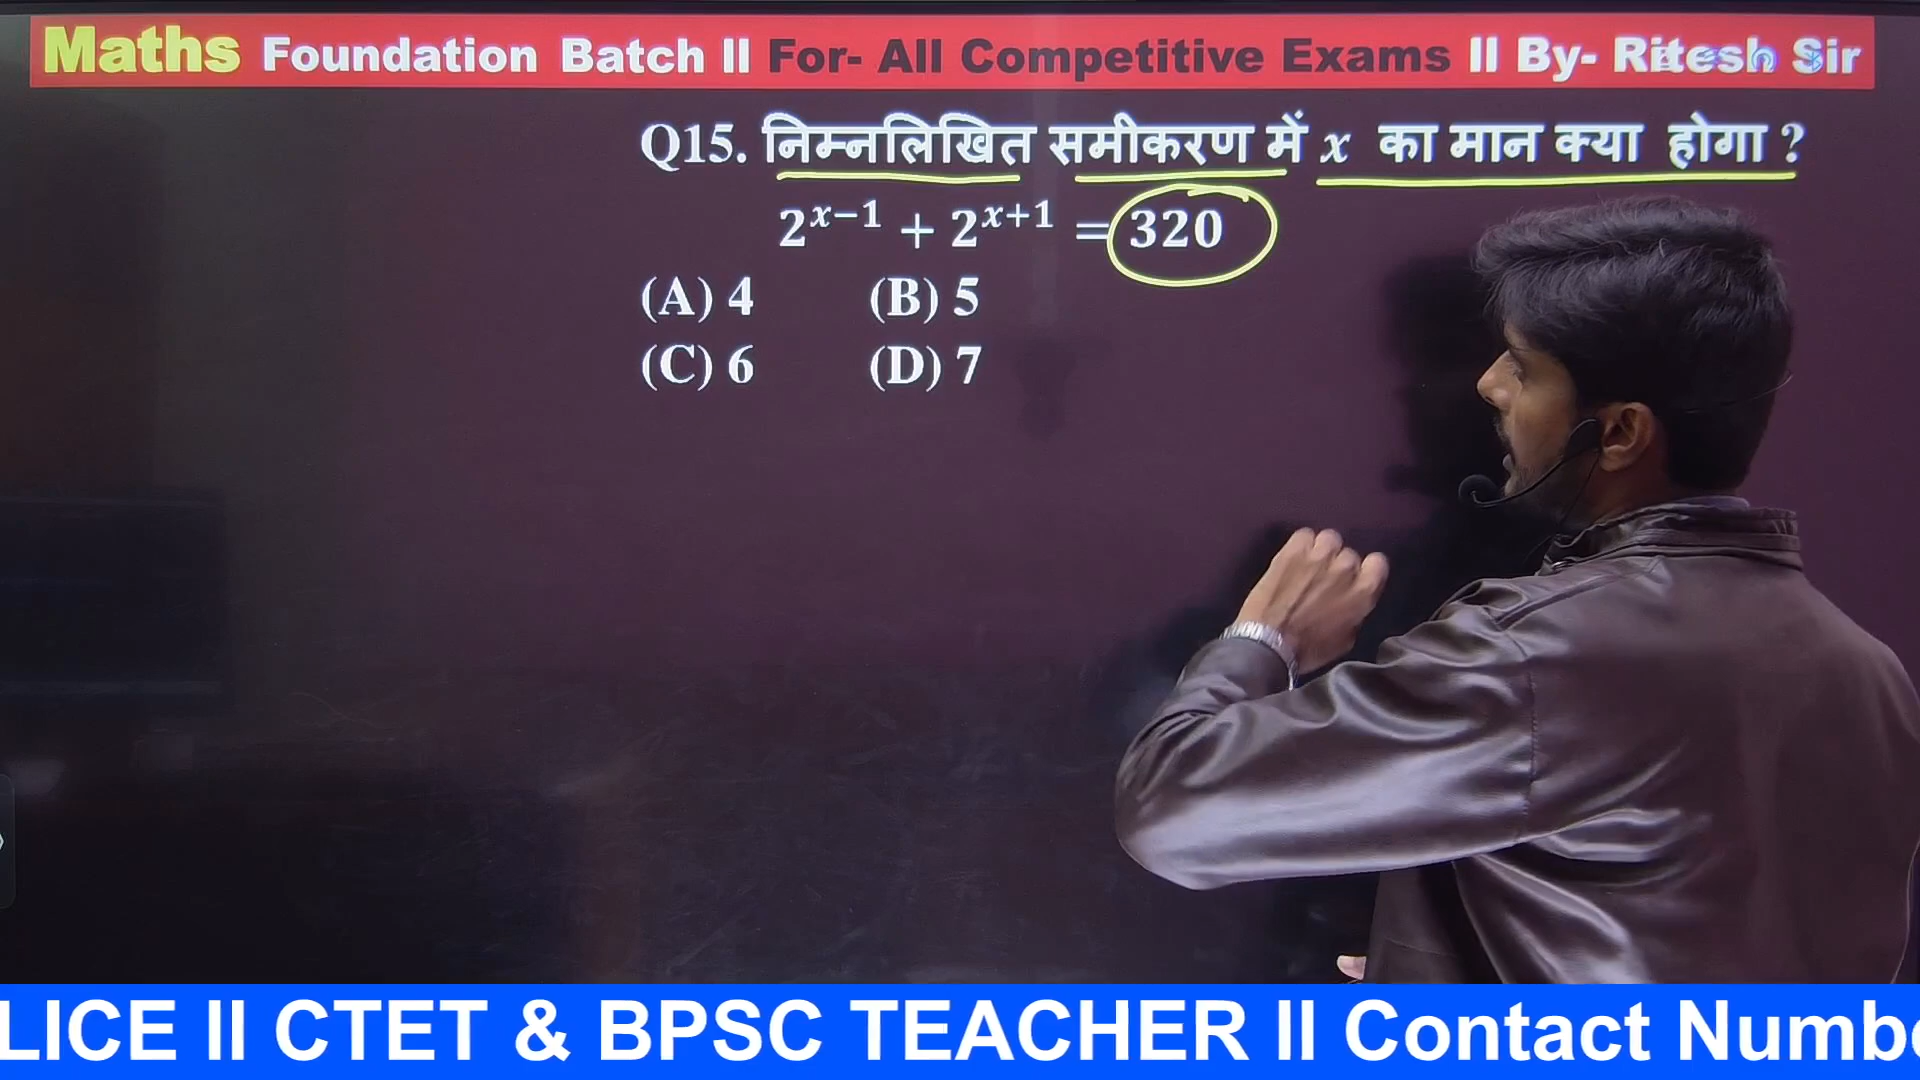 Maths Foundation Batch II For- All Competitive Exams II By- Ritesh Sir
Q15. निम्नलिखित समीकरण में x का मान क्या होगा ?
2^{x-1} + 2^{x+1} = 320
(A) 4 (B) 5
(C) 6 (D) 7
LICE II CTET & BPSC TEACHER II Contact Numbe